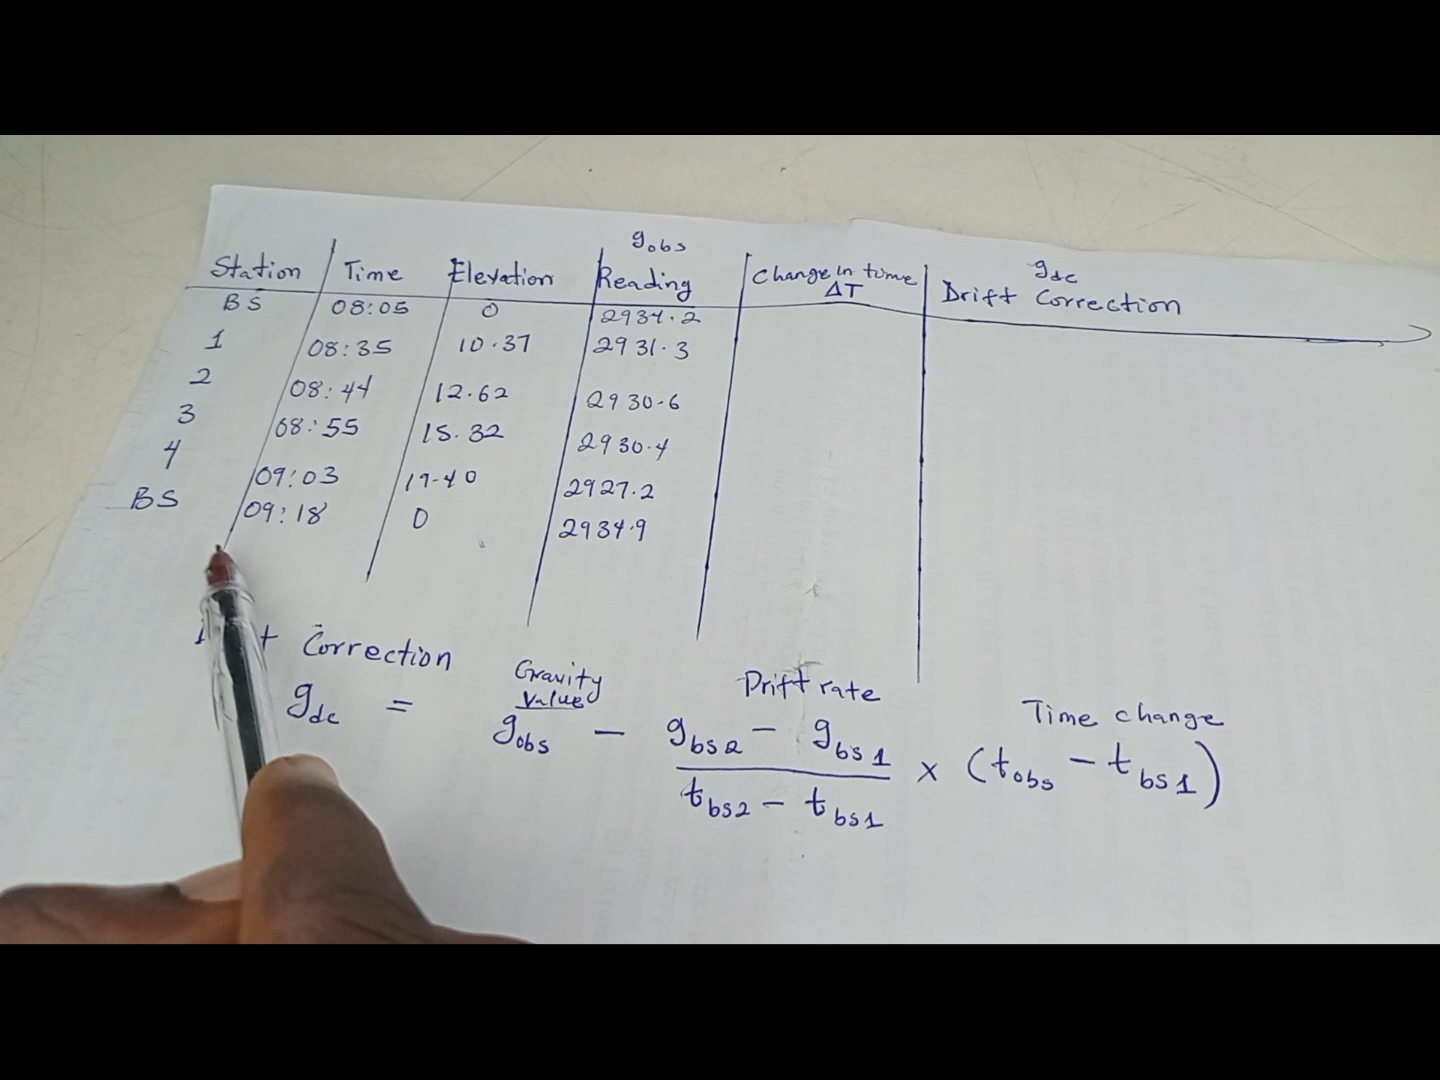 gobs
Station Time Elevation Reading Change in tume ΔT gdc Drift Correction
BS 08:05 0 2934.2
1 08:35 10.37 2931.3
2 08:44 12.62 2930.6
3 08:55 15.32 2930.4
4 09:03 19.40 2927.2
BS 09:18 0 2934.9
Correction
Gravity Value Drift rate Time change
gdc = gobs - gbs2 - gbs1 / tbs2 - tbs1 × (tobs - tbs1)